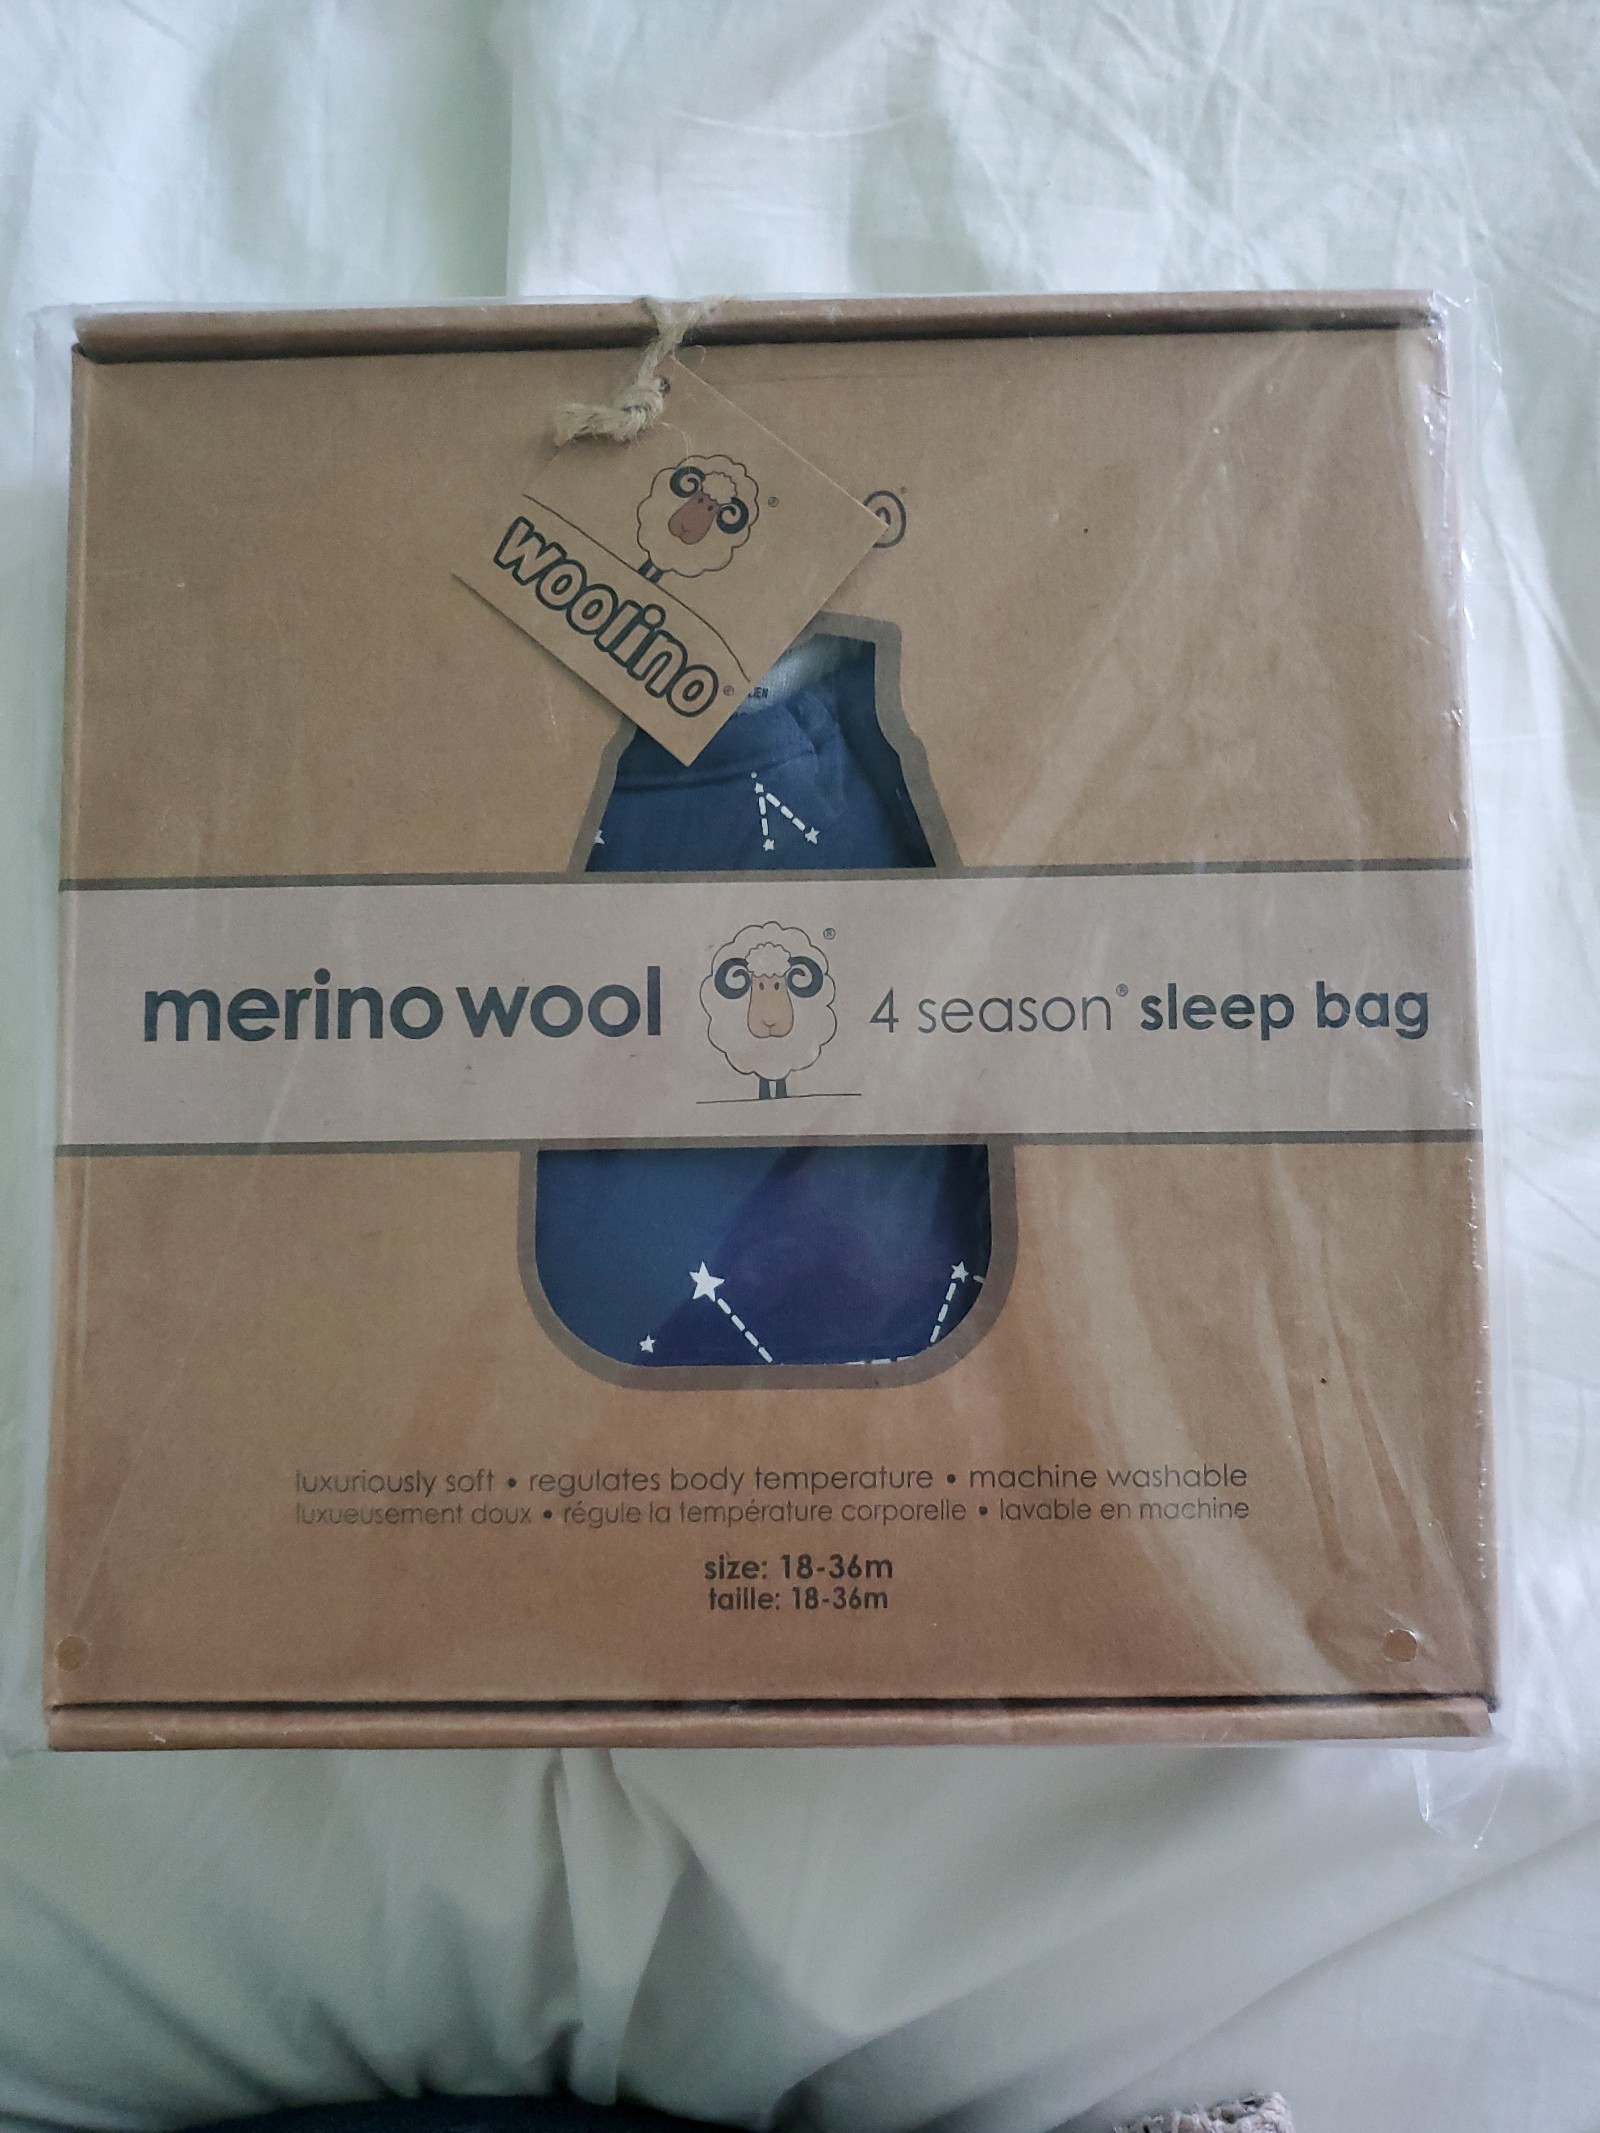 woolino
merino wool 4 season® sleep bag
luxuriously soft • regulates body temperature • machine washable
luxueusement doux • régule la température corporelle • lavable en machine
size: 18-36m
taille: 18-36m